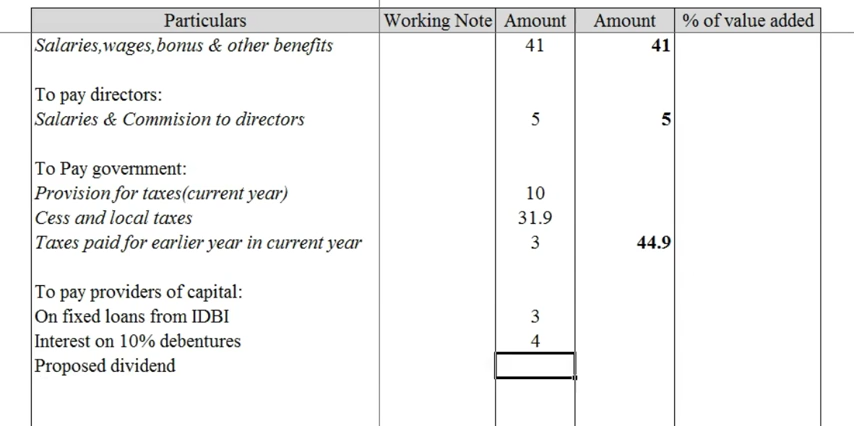 Particulars Working Note Amount Amount % of value added
Salaries,wages,bonus & other benefits 41 41
To pay directors:
Salaries & Commision to directors 5 5
To Pay government:
Provision for taxes(current year) 10
Cess and local taxes 31.9
Taxes paid for earlier year in current year 3 44.9
To pay providers of capital:
On fixed loans from IDBI 3
Interest on 10% debentures 4
Proposed dividend